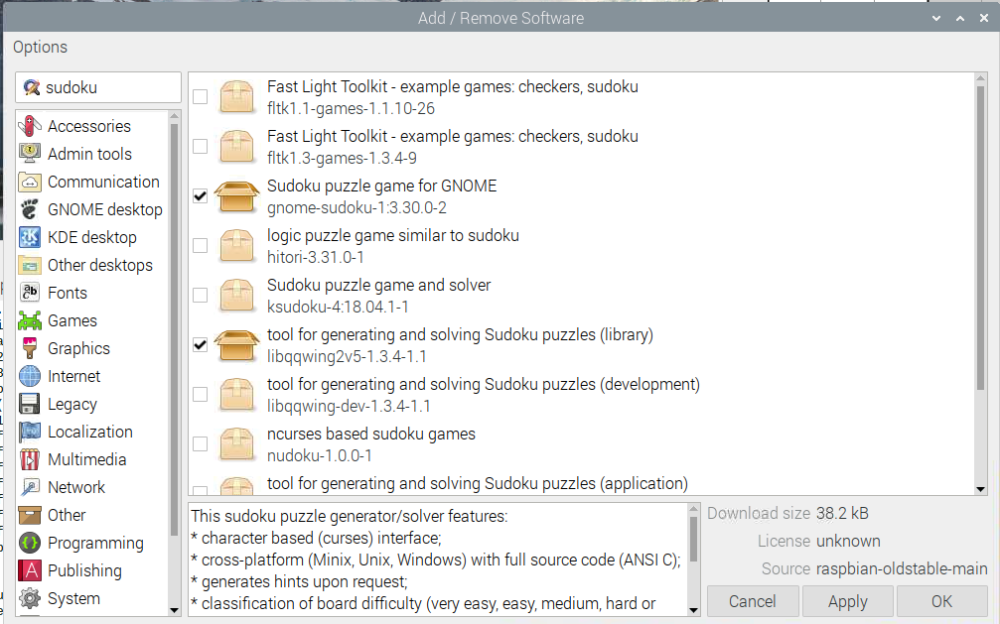 Add / Remove Software
Options
sudoku
Accessories
Admin tools
Communication
GNOME desktop
KDE desktop
Other desktops
Fonts
Games
Graphics
Internet
Legacy
Localization
Multimedia
Network
Other
Programming
Publishing
System
Fast Light Toolkit - example games: checkers, sudoku
fltk1.1-games-1.1.10-26
Fast Light Toolkit - example games: checkers, sudoku
fltk1.3-games-1.3.4-9
Sudoku puzzle game for GNOME
gnome-sudoku-1:3.30.0-2
logic puzzle game similar to sudoku
hitori-3.31.0-1
Sudoku puzzle game and solver
ksudoku-4:18.04.1-1
tool for generating and solving Sudoku puzzles (library)
libqqwing2v5-1.3.4-1.1
tool for generating and solving Sudoku puzzles (development)
libqqwing-dev-1.3.4-1.1
ncurses based sudoku games
nudoku-1.0.0-1
tool for generating and solving Sudoku puzzles (application)
This sudoku puzzle generator/solver features:
* character based (curses) interface;
* cross-platform (Minix, Unix, Windows) with full source code (ANSI C);
* generates hints upon request;
* classification of board difficulty (very easy, easy, medium, hard or
Download size 38.2 kB
License unknown
Source raspbian-oldstable-main
Cancel
Apply
OK